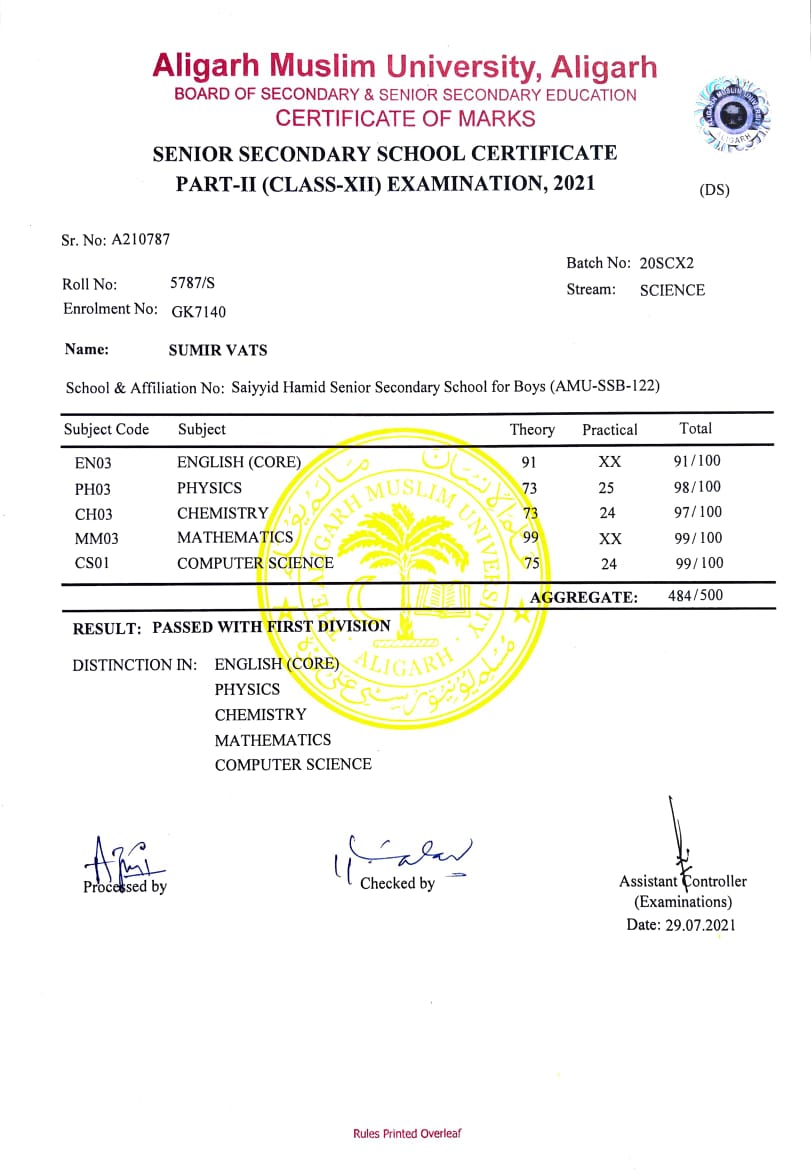 Aligarh Muslim University, Aligarh
BOARD OF SECONDARY & SENIOR SECONDARY EDUCATION
CERTIFICATE OF MARKS
SENIOR SECONDARY SCHOOL CERTIFICATE
PART-II (CLASS-XII) EXAMINATION, 2021
(DS)
Sr. No: A210787
Batch No: 20SCX2
Roll No: 5787/S
Stream: SCIENCE
Enrolment No: GK7140
Name: SUMIR VATS
School & Affiliation No: Saiyyid Hamid Senior Secondary School for Boys (AMU-SSB-122)
Subject Code Subject Theory Practical Total
EN03 ENGLISH (CORE) 91 XX 91/100
PH03 PHYSICS 73 25 98/100
CH03 CHEMISTRY 73 24 97/100
MM03 MATHEMATICS 99 XX 99/100
CS01 COMPUTER SCIENCE 75 24 99/100
AGGREGATE: 484/500
RESULT: PASSED WITH FIRST DIVISION
DISTINCTION IN: ENGLISH (CORE)
PHYSICS
CHEMISTRY
MATHEMATICS
COMPUTER SCIENCE
THE ALIGARH MUSLIM UNIVERSITY
ALIGARH
Processed by
Checked by
Assistant Controller
(Examinations)
Date: 29.07.2021
Rules Printed Overleaf